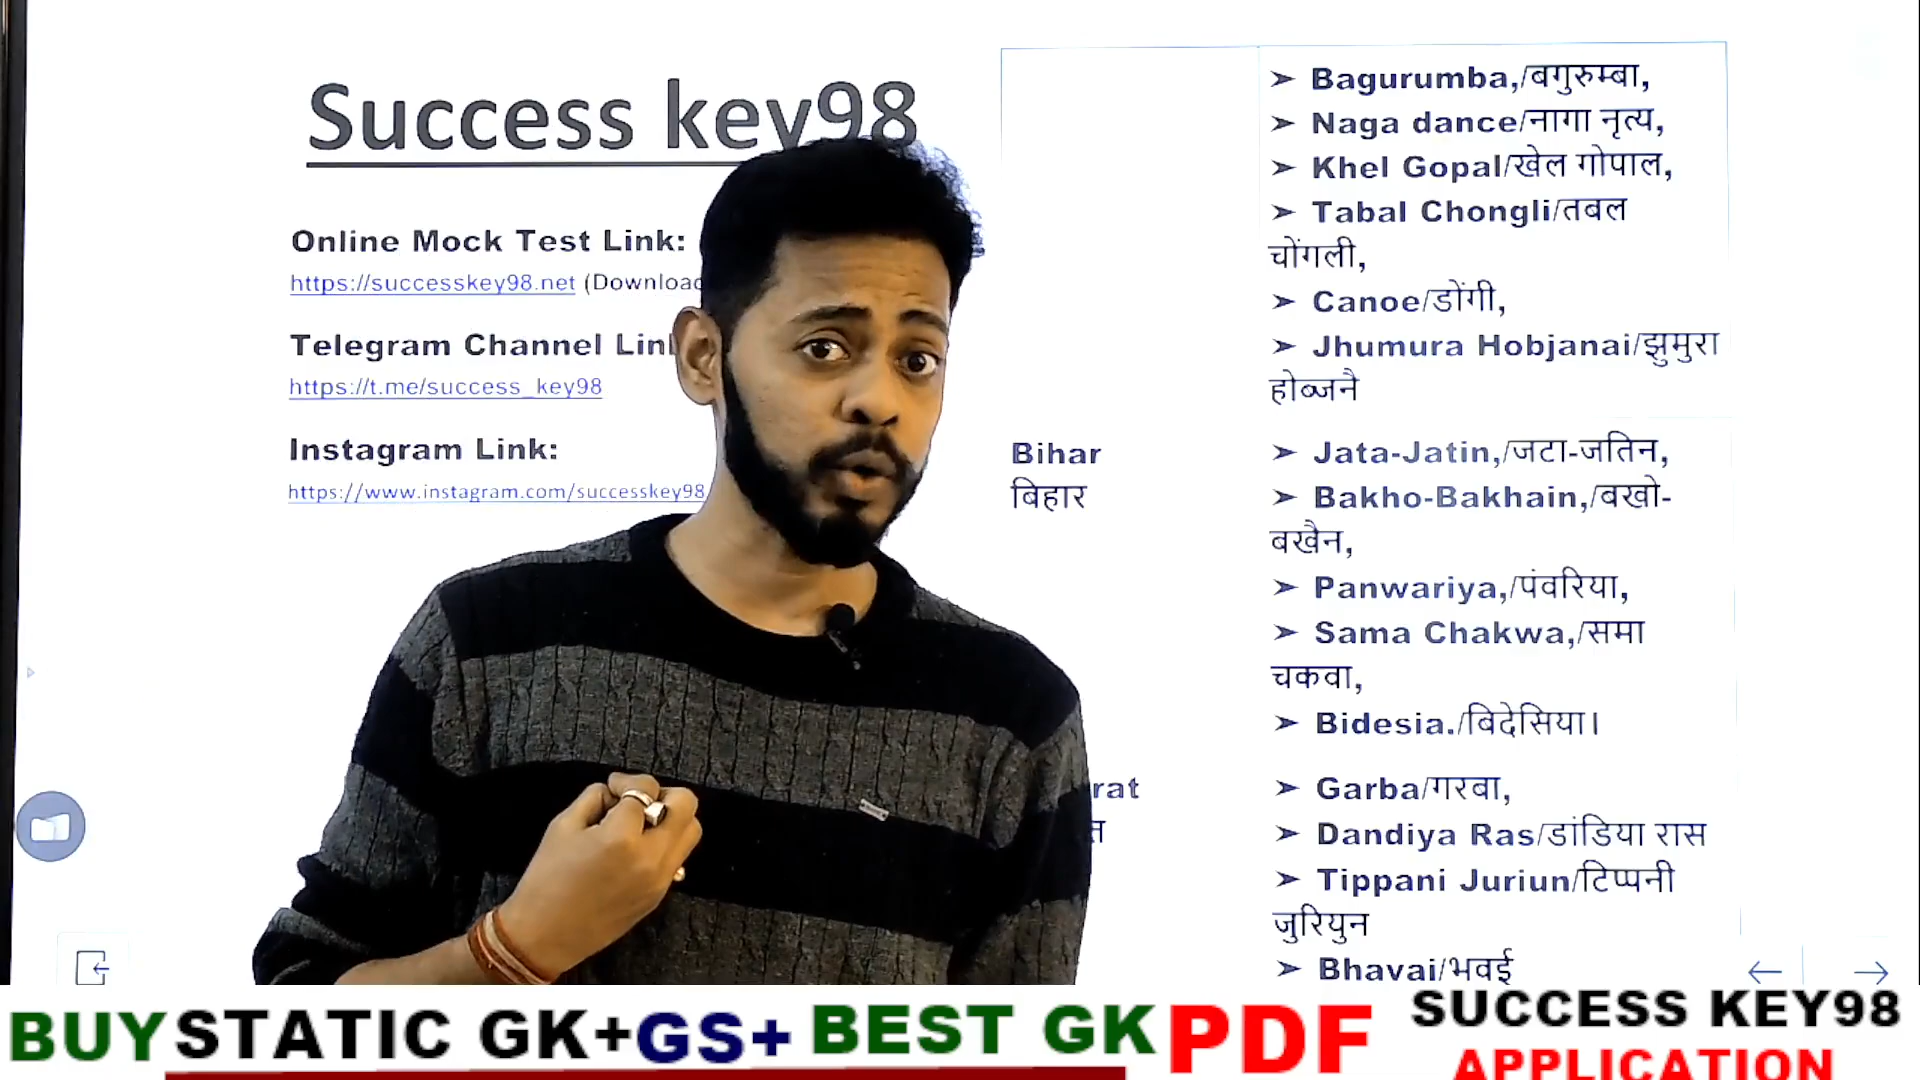 Success key98
Online Mock Test Link:
https://successkey98.net (Download
Telegram Channel Link
https://t.me/success_key98
Instagram Link:
https://www.instagram.com/successkey98
➤ Bagurumba,/बगुरुम्बा,
➤ Naga dance/नागा नृत्य,
➤ Khel Gopal/खेल गोपाल,
➤ Tabal Chongli/तबल
चोंगली,
➤ Canoe/डोंगी,
➤ Jhumura Hobjanai/झुमुरा
होब्जनै
Bihar
बिहार
➤ Jata-Jatin,/जटा-जतिन,
➤ Bakho-Bakhain,/बखो-
बखैन,
➤ Panwariya,/पंवरिया,
➤ Sama Chakwa,/समा
चकवा,
➤ Bidesia./बिदेसिया।
rat
त
➤ Garba/गरबा,
➤ Dandiya Ras/डांडिया रास
➤ Tippani Juriun/टिप्पनी
जुरियुन
➤ Bhavai/भवई
BUY STATIC GK+GS+ BEST GK PDF
SUCCESS KEY98
APPLICATION